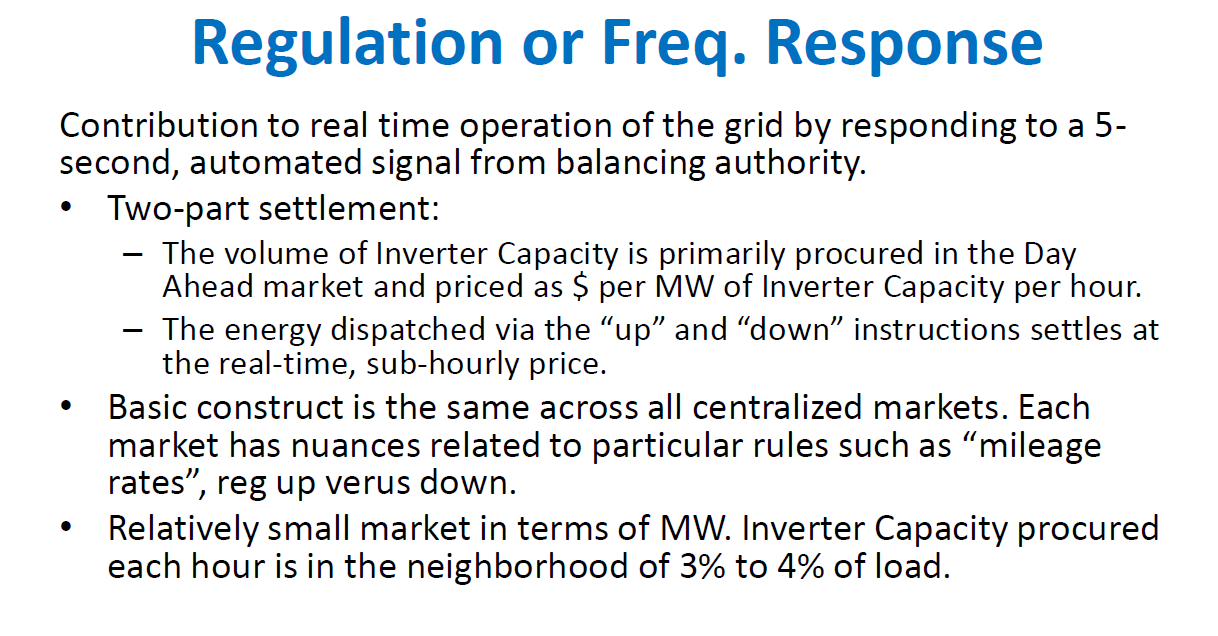 Regulation or Freq. Response
Contribution to real time operation of the grid by responding to a 5-
second, automated signal from balancing authority.
• Two-part settlement:
– The volume of Inverter Capacity is primarily procured in the Day
Ahead market and priced as $ per MW of Inverter Capacity per hour.
– The energy dispatched via the “up” and “down” instructions settles at
the real-time, sub-hourly price.
• Basic construct is the same across all centralized markets. Each
market has nuances related to particular rules such as “mileage
rates”, reg up verus down.
• Relatively small market in terms of MW. Inverter Capacity procured
each hour is in the neighborhood of 3% to 4% of load.